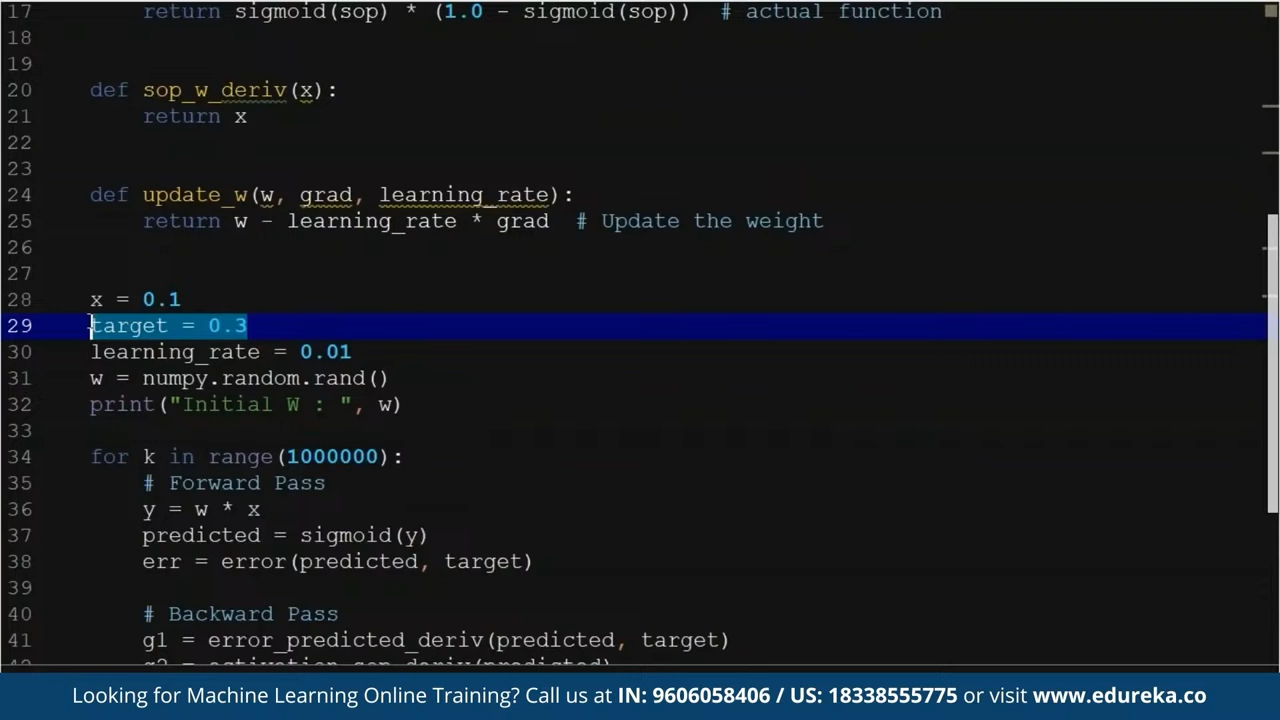 17 return sigmoid(sop) * (1.0 - sigmoid(sop))  # actual function
18
19
20 def sop_w_deriv(x):
21     return x
22
23
24 def update_w(w, grad, learning_rate):
25     return w - learning_rate * grad  # Update the weight
26
27
28 x = 0.1
29 target = 0.3
30 learning_rate = 0.01
31 w = numpy.random.rand()
32 print("Initial W : ", w)
33
34 for k in range(1000000):
35     # Forward Pass
36     y = w * x
37     predicted = sigmoid(y)
38     err = error(predicted, target)
39
40     # Backward Pass
41     g1 = error_predicted_deriv(predicted, target)
42     g2 = activation_sop_deriv(predicted)
Looking for Machine Learning Online Training? Call us at IN: 9606058406 / US: 18338555775 or visit www.edureka.co